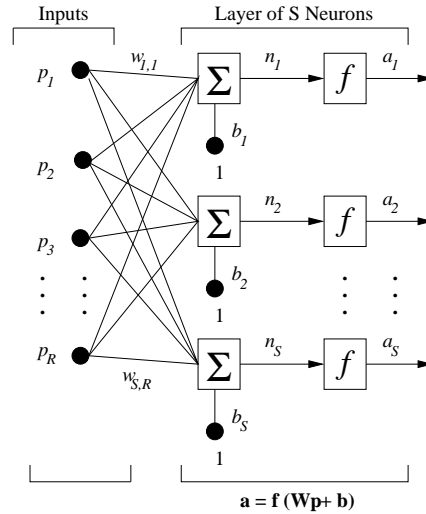 Inputs Layer of S Neurons
w1,1 n1 a1
p1 Σ f
b1
1
p2 n2 a2
Σ f
p3
b2
1
nS aS
pR Σ f
wS,R
bS
1
a = f (Wp+ b)